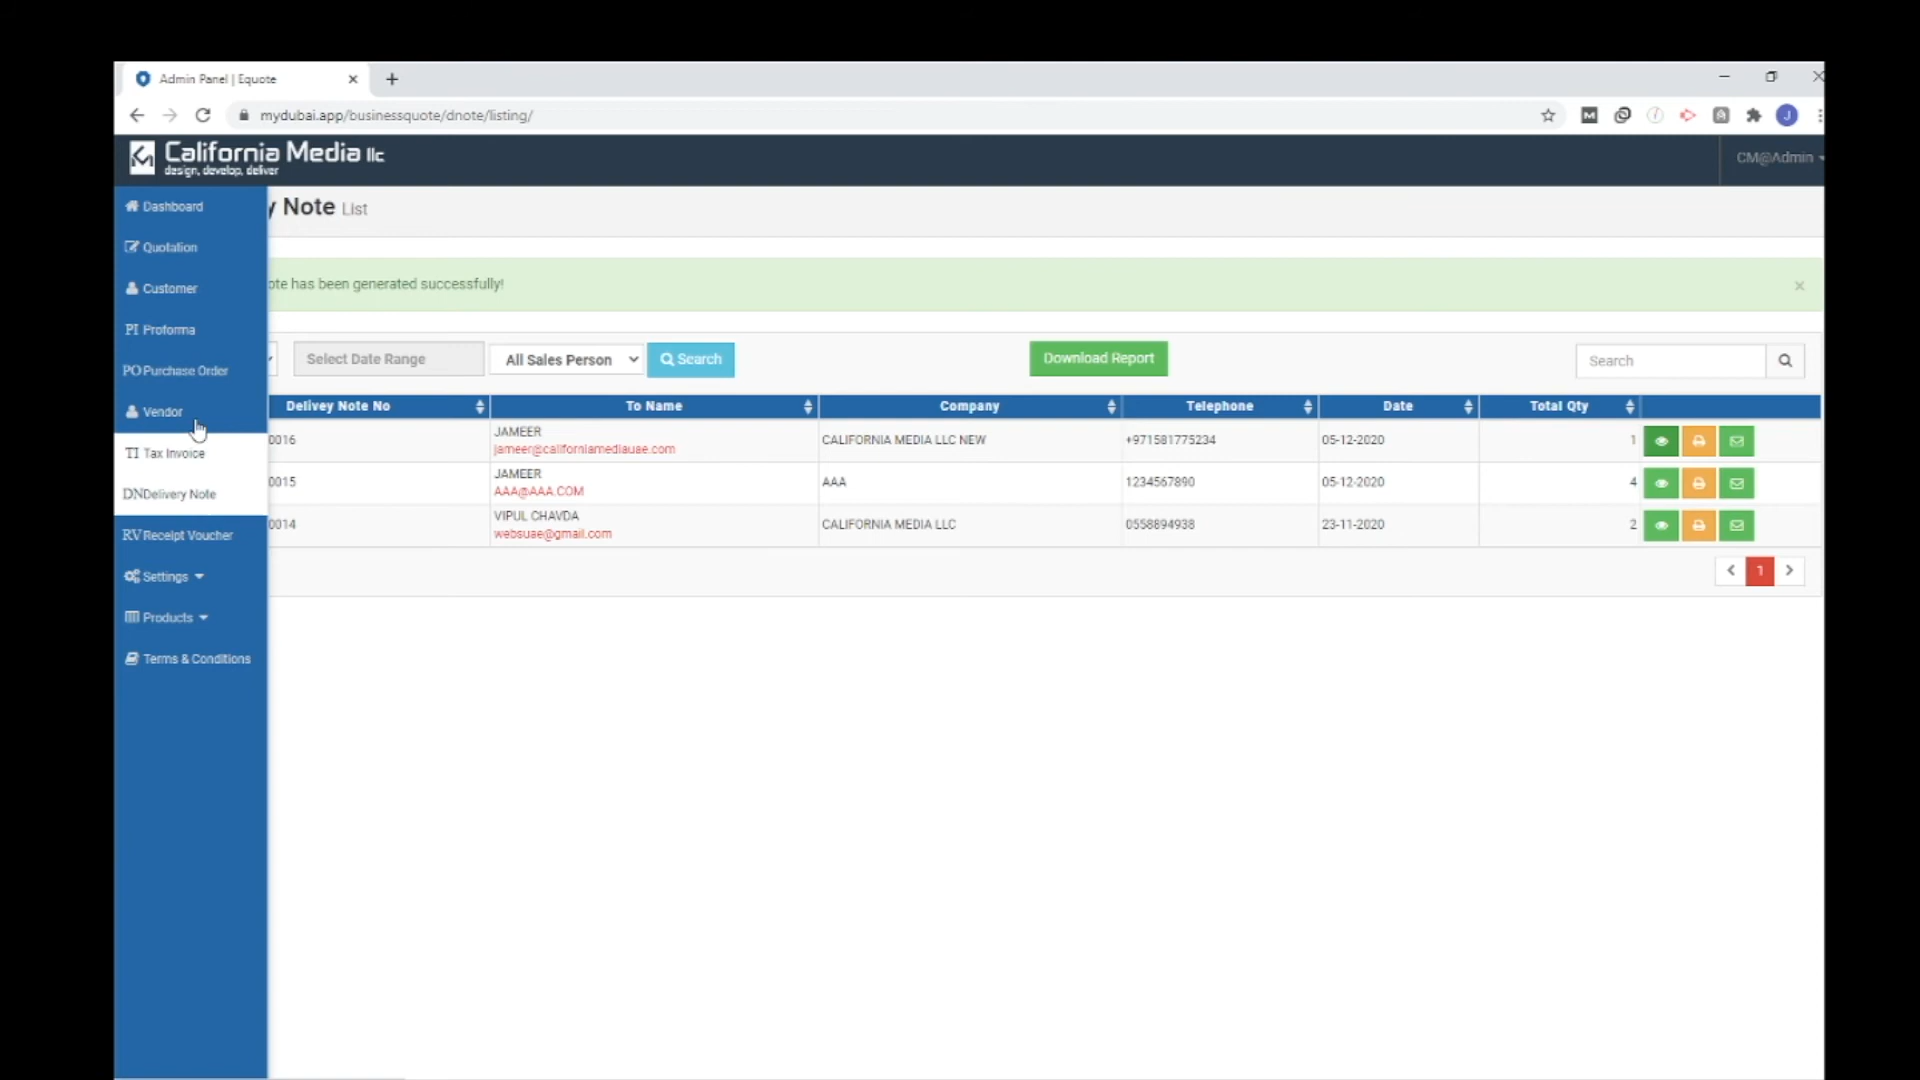 Admin Panel | Equote
mydubai.app/businessquote/dnote/listing/
California Media llc
design, develop, deliver
CM@Admin
Dashboard
y Note List
Quotation
ote has been generated successfully!
Customer
PI Proforma
Select Date Range
All Sales Person
Search
Download Report
Search
PO Purchase Order
Vendor
Delivey Note No
To Name
Company
Telephone
Date
Total Qty
0016
JAMEER
jameer@californiamediauae.com
CALIFORNIA MEDIA LLC NEW
+971581775234
05-12-2020
1
TI Tax Invoice
0015
JAMEER
AAA@AAA.COM
AAA
1234567890
05-12-2020
4
DN Delivery Note
0014
VIPUL CHAVDA
websuae@gmail.com
CALIFORNIA MEDIA LLC
0558894938
23-11-2020
2
RV Receipt Voucher
1
Settings
Products
Terms & Conditions